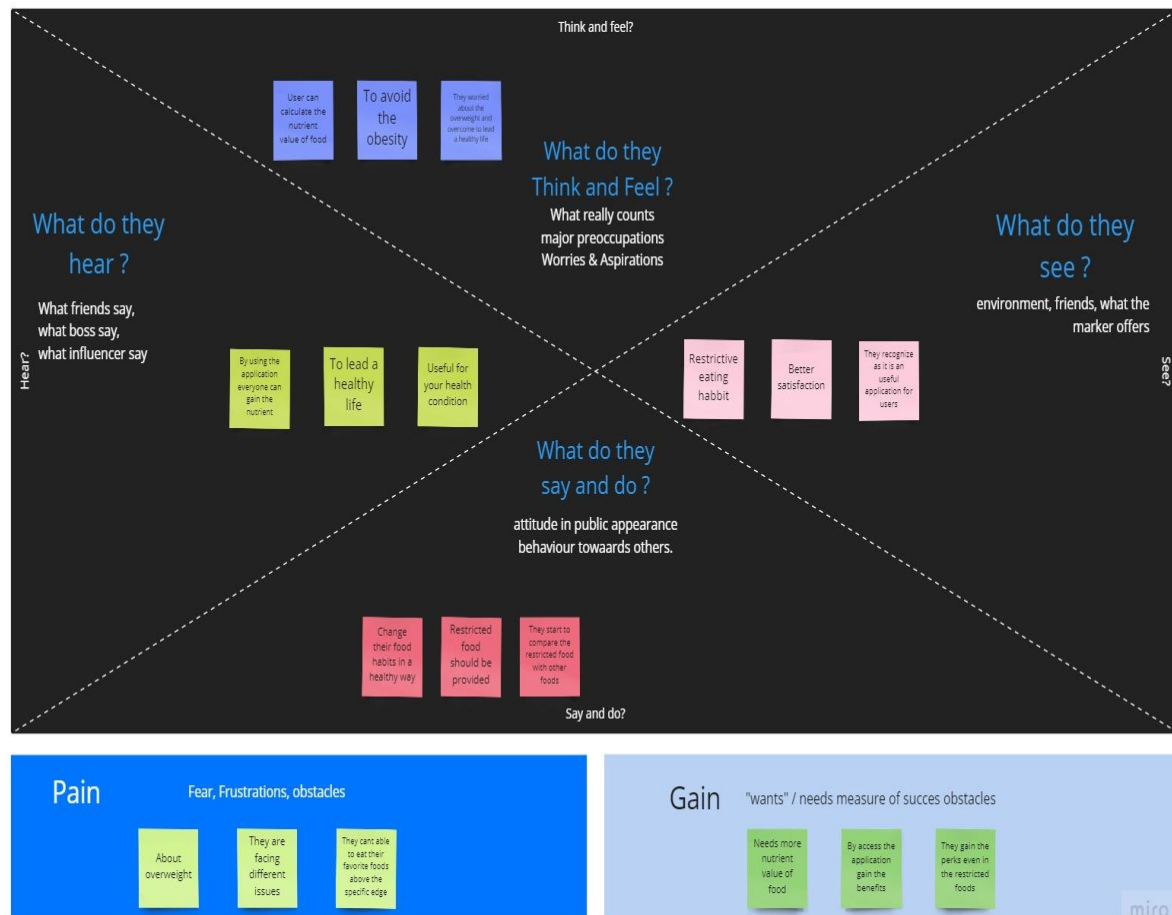 Think and feel?
User can
calculate the
nutrient
value of food
To avoid
the
obesity
They worried
about the
overweight and
overcome to lead
a healthy life
What do they
Think and Feel ?
What really counts
major preoccupations
Worries & Aspirations
What do they
hear ?
What friends say,
what boss say,
what influencer say
Hear?
By using the
application
everyone can
gain the
nutrient
To lead a
healthy
life
Useful for
your health
condition
What do they
see ?
environment, friends, what the
marker offers
See?
Restrictive
eating
habbit
Better
satisfaction
They recognize
as it is an
useful
application for
users
What do they
say and do ?
attitude in public appearance
behaviour towaards others.
Change
their food
habits in a
healthy way
Restricted
food
should be
provided
They start to
compare the
restricted food
with other
foods
Say and do?
Pain
Fear, Frustrations, obstacles
About
overweight
They are
facing
different
issues
They cant able
to eat their
favorite foods
above the
specific edge
Gain
"wants" / needs measure of succes obstacles
Needs more
nutrient
value of
food
By access the
application
gain the
benefits
They gain the
perks even in
the restricted
foods
miro